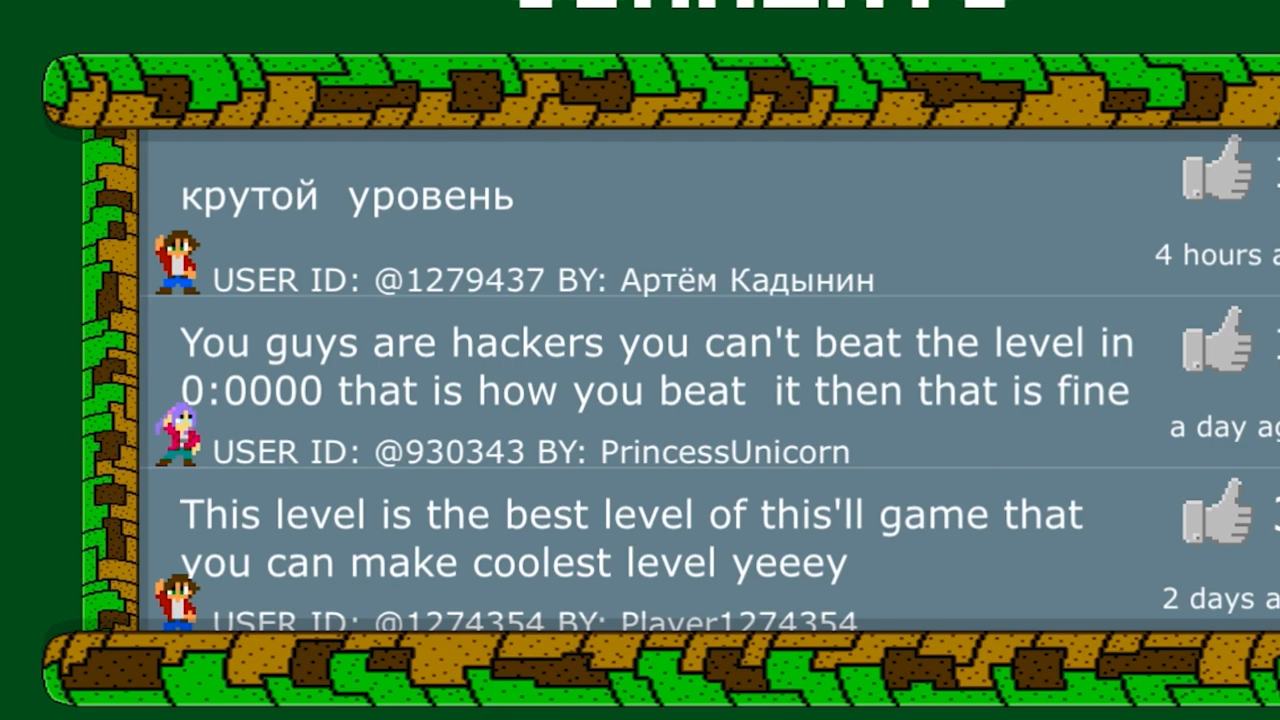 крутой уровень
4 hours
USER ID: @1279437 BY: Артём Кадынин
You guys are hackers you can't beat the level in
0:0000 that is how you beat it then that is fine
a day
USER ID: @930343 BY: PrincessUnicorn
This level is the best level of this'll game that
you can make coolest level yeeey
2 days
USER ID: @1274354 BY: Player1274354